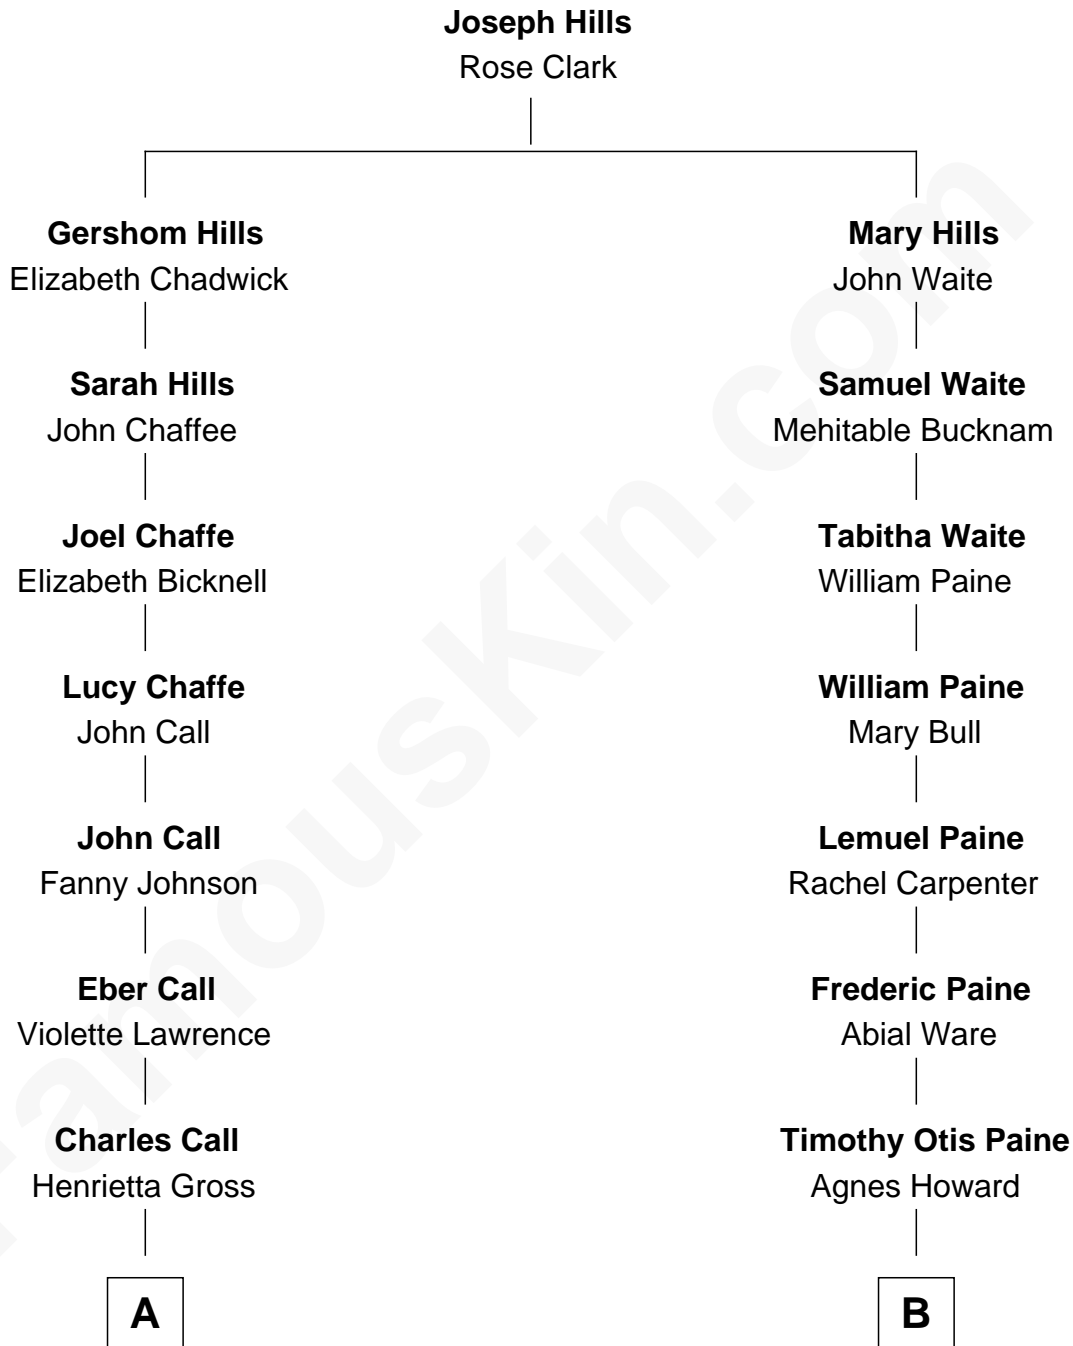 Joseph Hills
Rose Clark
Gershom Hills
Elizabeth Chadwick
Mary Hills
John Waite
Sarah Hills
John Chaffee
Samuel Waite
Mehitable Bucknam
Joel Chaffe
Elizabeth Bicknell
Tabitha Waite
William Paine
Lucy Chaffe
John Call
William Paine
Mary Bull
John Call
Fanny Johnson
Lemuel Paine
Rachel Carpenter
Eber Call
Violette Lawrence
Frederic Paine
Abial Ware
Charles Call
Henrietta Gross
Timothy Otis Paine
Agnes Howard
A
B
FamousKin.com